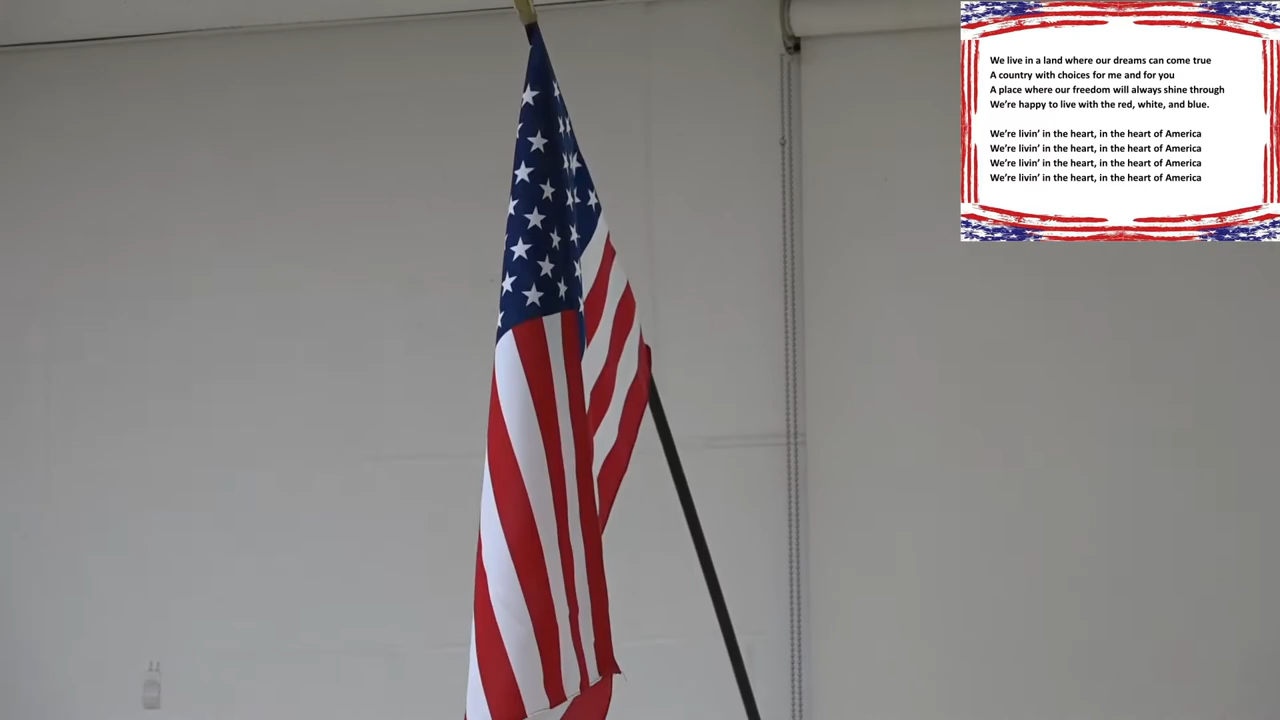 We live in a land where our dreams can come true
A country with choices for me and for you
A place where our freedom will always shine through
We're happy to live with the red, white, and blue.
We're livin' in the heart, in the heart of America
We're livin' in the heart, in the heart of America
We're livin' in the heart, in the heart of America
We're livin' in the heart, in the heart of America